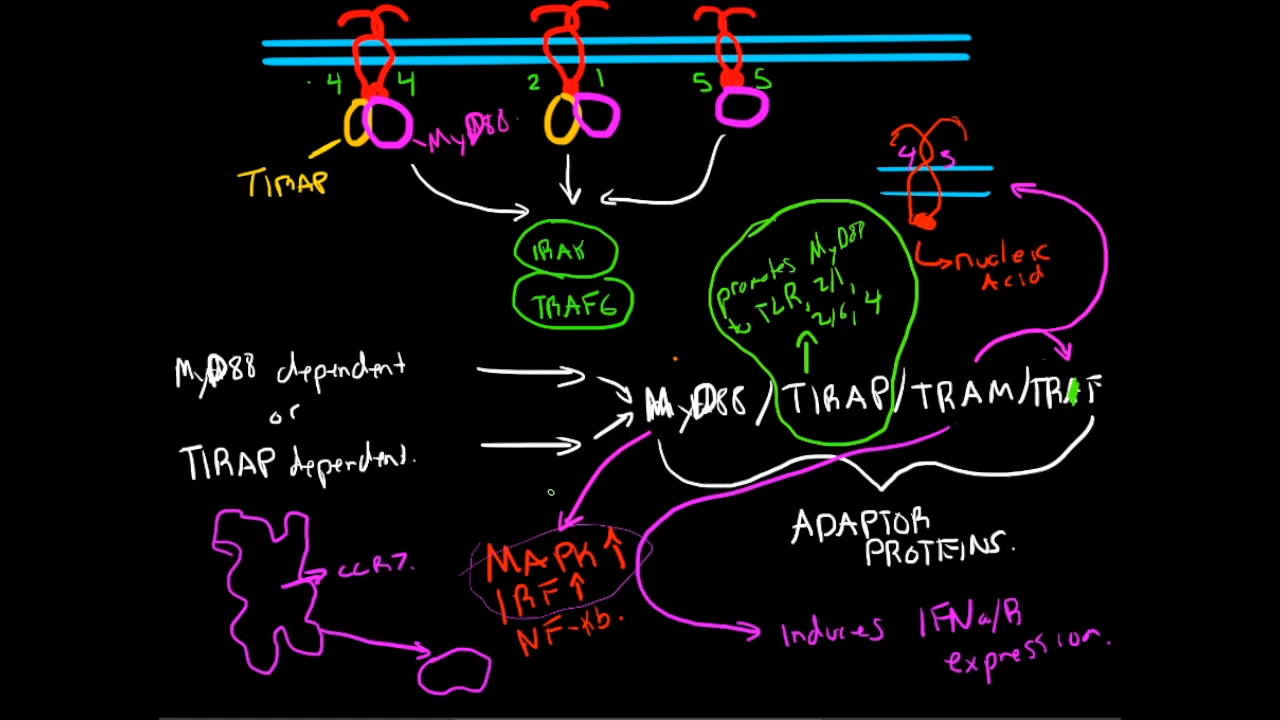 4 4
2 1
5 5
MyD88
TIRAP
4 3
IRAK
TRAF6
promotes MyD88
to TLR, 2/1,
2/6, 4
nucleic
Acid
MyD88 dependent
or
TIRAP dependent.
MyD88 / TIRAP / TRAM / TRIF
ADAPTOR
PROTEINS.
CCR7.
MAPK ↑
IRF ↑
NF-κb.
Induces IFNα/β
expression.